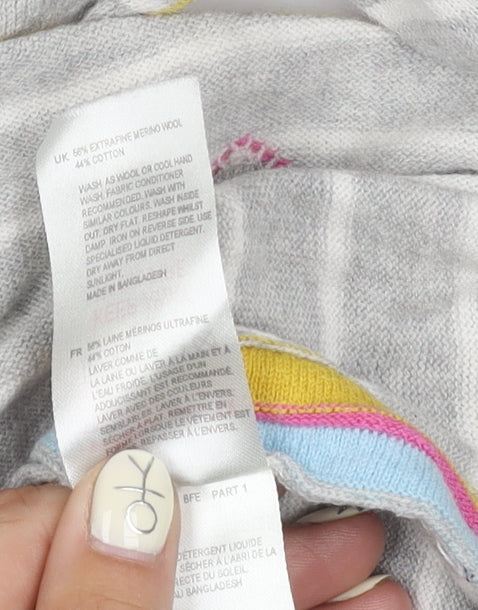 UK 56% EXTRAFINE MERINO WOOL
44% COTTON
WASH AS WOOL OR COOL HAND
WASH. FABRIC CONDITIONER
RECOMMENDED. WASH WITH
SIMILAR COLOURS. WASH INSIDE
OUT. DRY FLAT. RESHAPE WHILST
DAMP. IRON ON REVERSE SIDE USE
SPECIALISED LIQUID DETERGENT.
DRY AWAY FROM DIRECT
SUNLIGHT.
MADE IN BANGLADESH
FR 56% LAINE MÉRINOS ULTRAFINE
44% COTON
LAVER COMME DE
LA LAINE OU LAVER À LA MAIN ET À
L'EAU FROIDE. L'USAGE D'UN
ADOUCISSANT EST RECOMMANDÉ.
LAVER AVEC DES COULEURS
SEMBLABLES. LAVER À L'ENVERS.
SÉCHER À PLAT. REMETTRE EN
FORME LORSQUE LE VÊTEMENT EST
REPASSER À L'ENVERS.
BFE PART 1
DÉTERGENT LIQUIDE
SÉCHER À L'ABRI DE LA
DIRECTE DU SOLEIL.
AU BANGLADESH